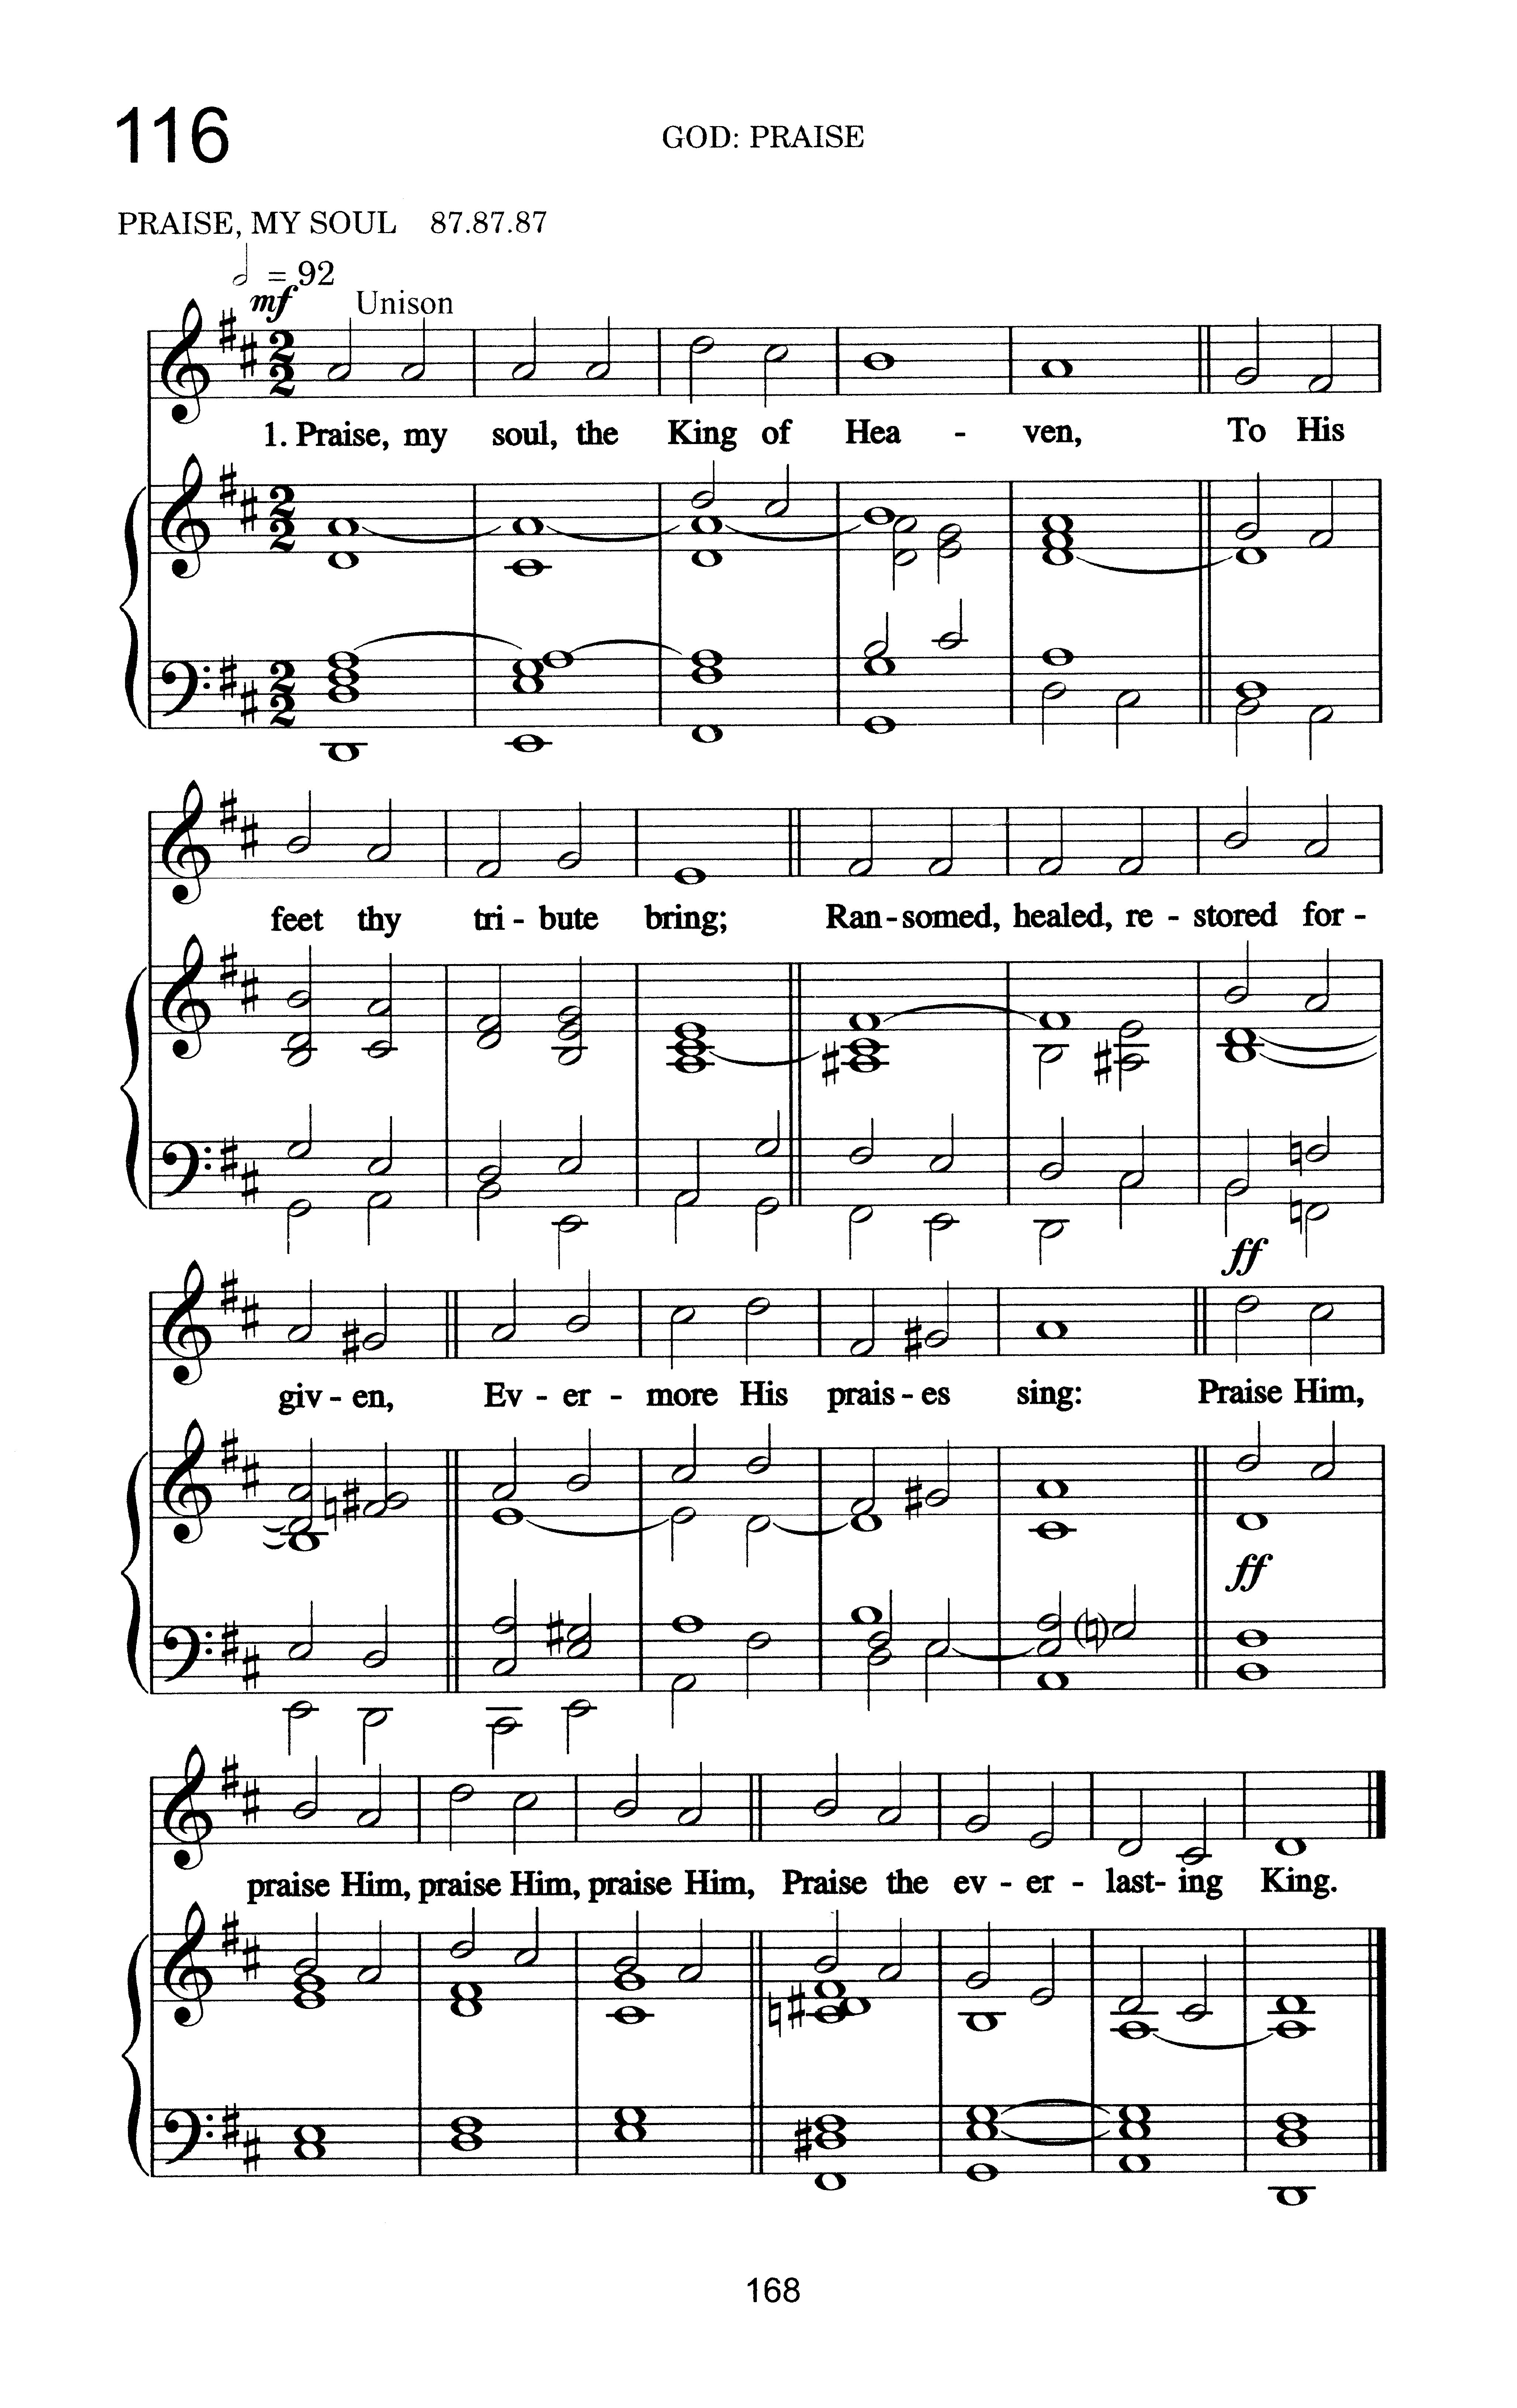 116
GOD: PRAISE
PRAISE, MY SOUL 87.87.87
= 92
mf Unison
1. Praise, my soul, the King of Hea - ven, To His
feet thy tri - bute bring; Ran - somed, healed, re - stored for -
ff
giv - en, Ev - er - more His prais - es sing: Praise Him,
ff
praise Him, praise Him, praise Him, Praise the ev - er - last- ing King.
168